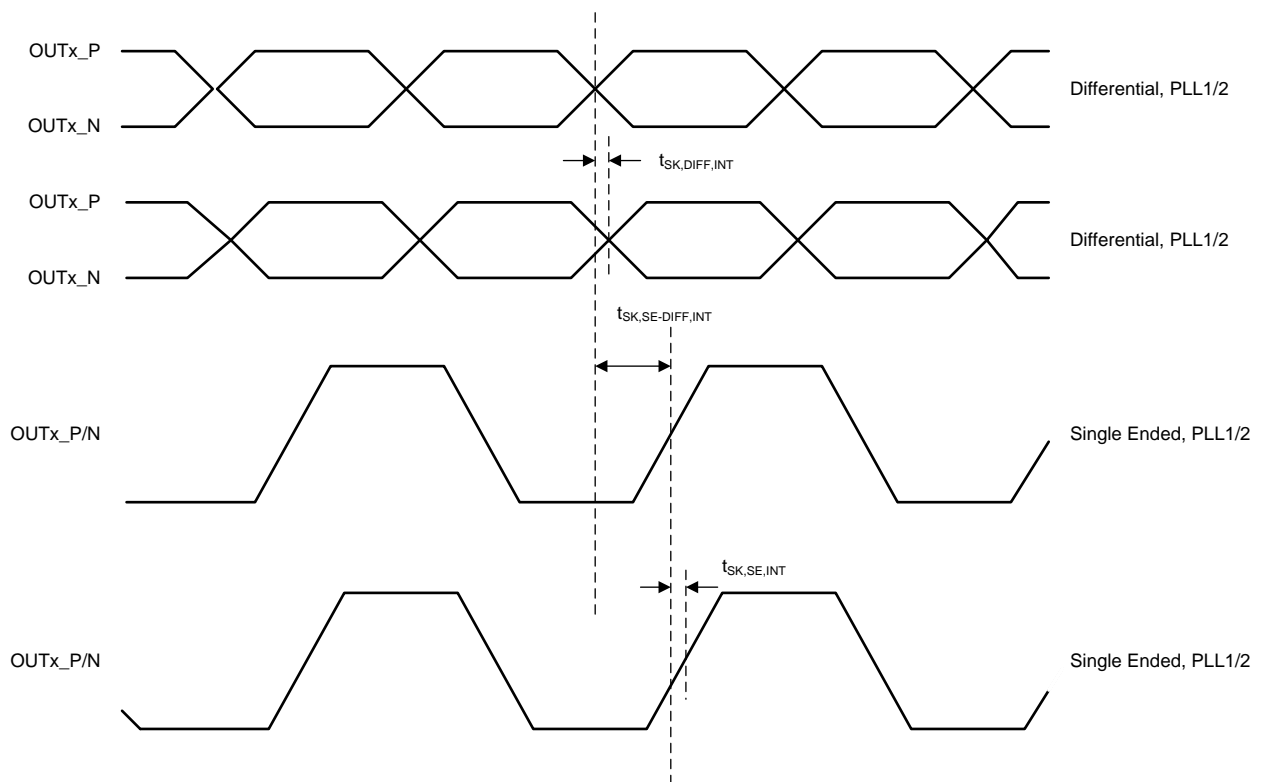 OUTx_P
Differential, PLL1/2
OUTx_N
tSK,DIFF,INT
OUTx_P
Differential, PLL1/2
OUTx_N
tSK,SE-DIFF,INT
OUTx_P/N
Single Ended, PLL1/2
tSK,SE,INT
OUTx_P/N
Single Ended, PLL1/2